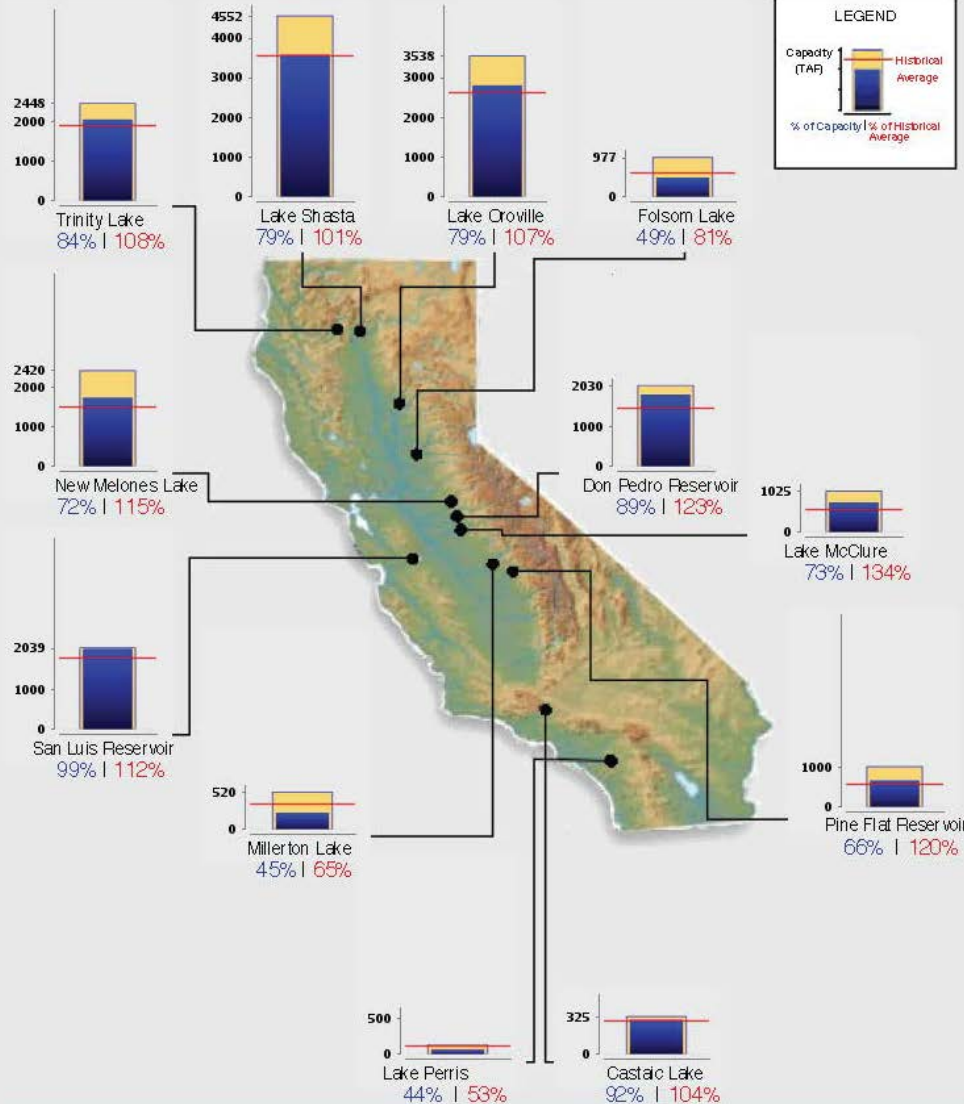 4552
4000
3000
2000
1000
0
Lake Shasta
79% | 101%
3538
3000
2000
1000
0
Lake Oroville
79% | 107%
LEGEND
Capacity
(TAF)
Historical
Average
% of Capacity | % of Historical
Average
2448
2000
1000
0
Trinity Lake
84% | 108%
977
0
Folsom Lake
49% | 81%
2420
2000
1000
0
New Melones Lake
72% | 115%
2030
1000
0
Don Pedro Reservoir
89% | 123%
1025
0
Lake McClure
73% | 134%
2039
1000
0
San Luis Reservoir
99% | 112%
520
0
Millerton Lake
45% | 65%
1000
0
Pine Flat Reservoir
66% | 120%
500
0
Lake Perris
44% | 53%
325
0
Castaic Lake
92% | 104%